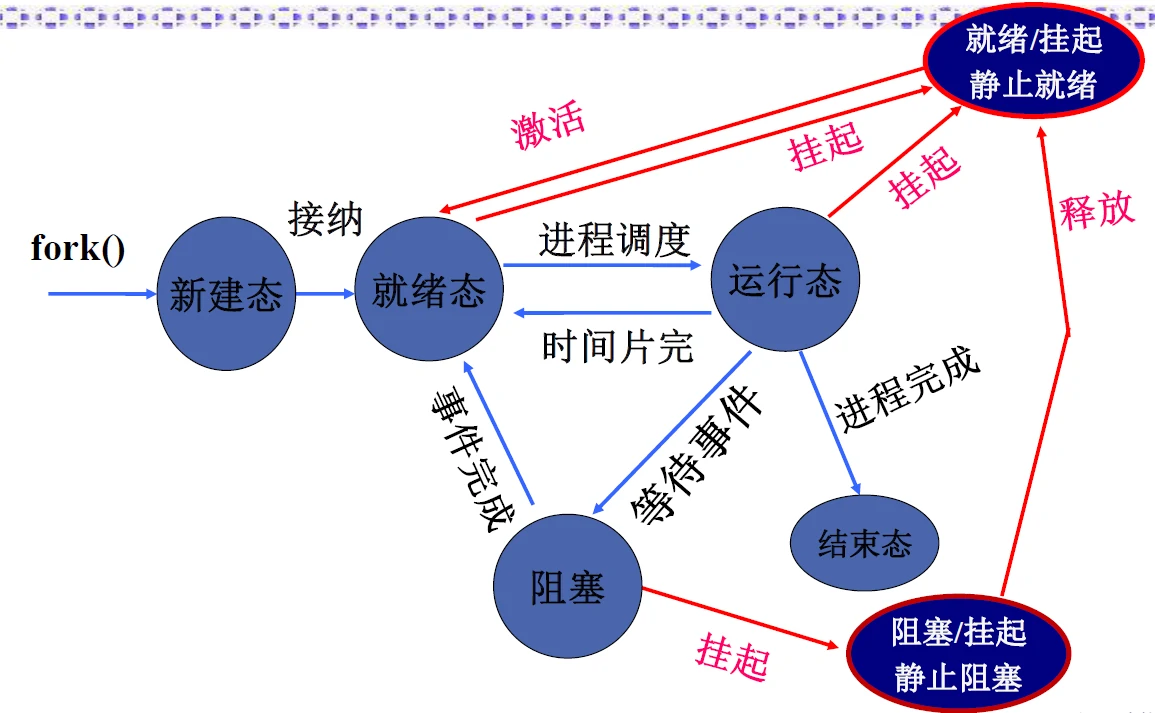 就绪/挂起
静止就绪
激活
挂起
挂起
释放
接纳
fork()
进程调度
新建态
就绪态
运行态
时间片完
进程完成
事件完成
等待事件
结束态
阻塞
挂起
阻塞/挂起
静止阻塞